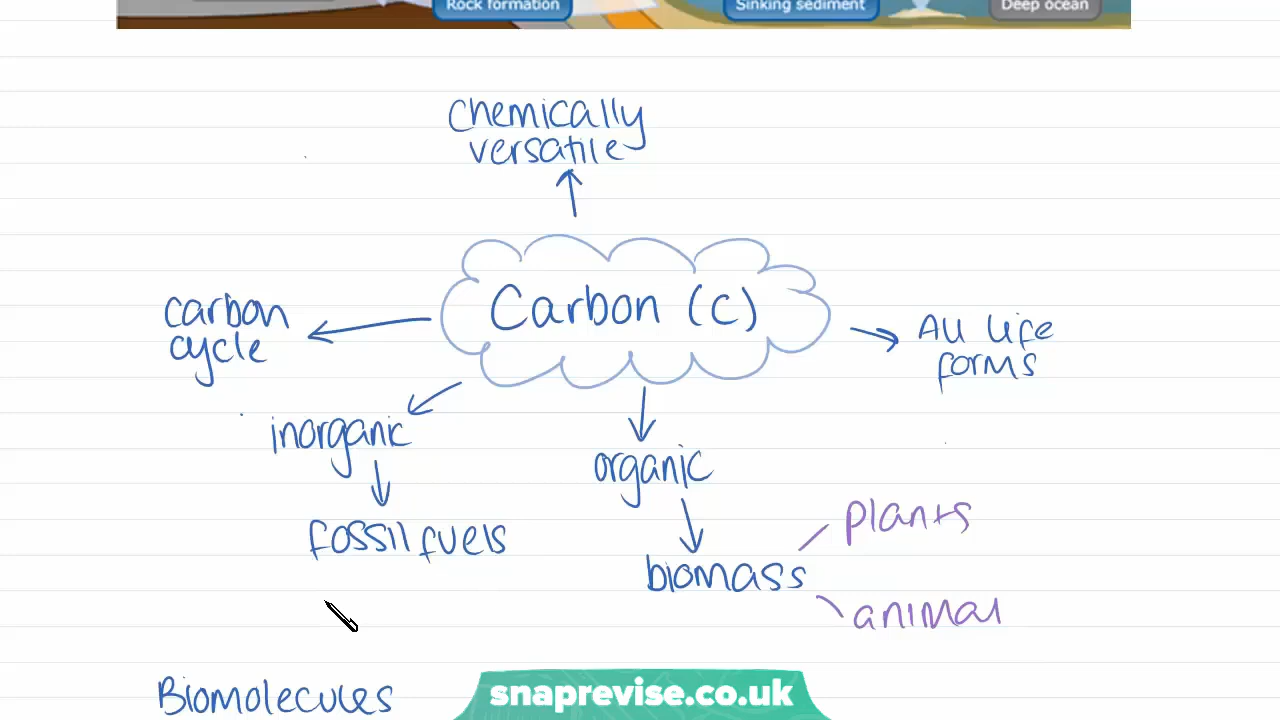 Rock formation
Sinking sediment
Deep ocean
Chemically
versatile
Carbon (C)
carbon
cycle
All life
forms
inorganic
organic
fossil fuels
plants
biomass
animal
Biomolecules
snaprevise.co.uk